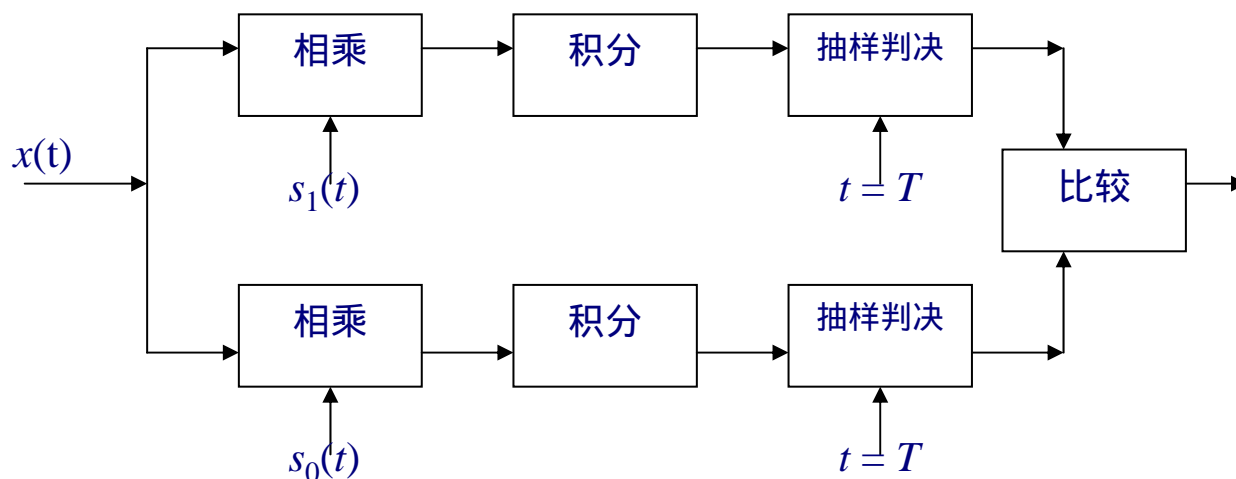 相乘
积分
抽样判决
x(t)
s₁(t)
t = T
比较
相乘
积分
抽样判决
s₀(t)
t = T